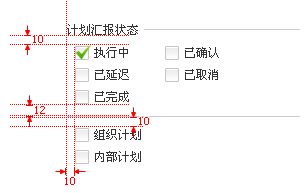 计划汇报状态
10
执行中 已确认
已延迟 已取消
已完成
12
10
组织计划
内部计划
10